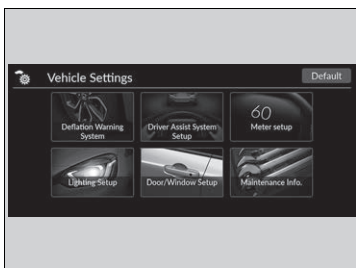 Vehicle Settings
Default
Deflation Warning
System
Driver Assist System
Setup
60
Meter setup
Lighting Setup
Door/Window Setup
Maintenance Info.